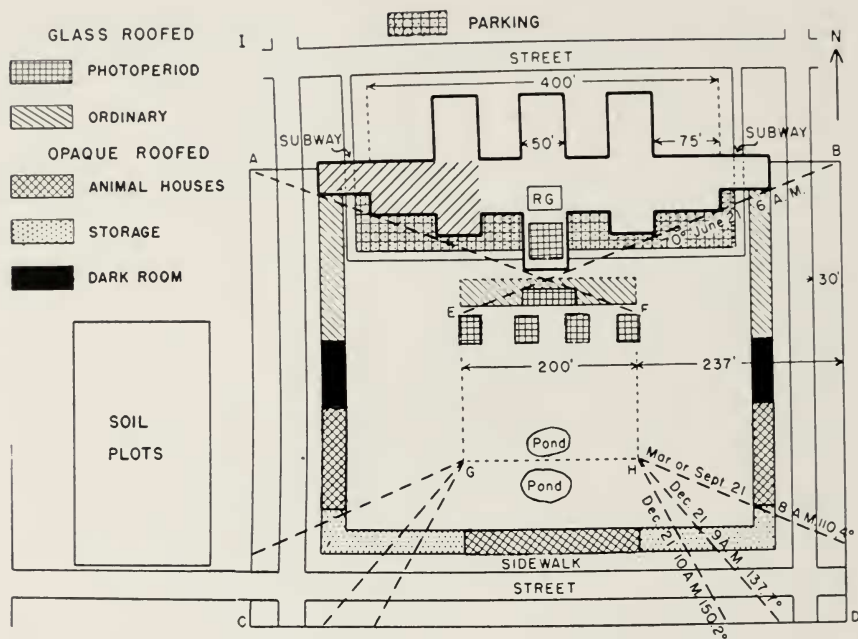 GLASS ROOFED
PHOTOPERIOD
ORDINARY
OPAQUE ROOFED
ANIMAL HOUSES
STORAGE
DARK ROOM
PARKING
I
N
STREET
400'
SUBWAY
50'
75'
SUBWAY
A
B
RG
70° June 21 6 A.M.
30'
E
F
200'
237'
SOIL
PLOTS
Pond
G
H
Pond
Mar or Sept. 21
8 A M 110.4°
Dec. 21 9 A M. 137.7°
Dec. 21 10 A M 150.2°
SIDEWALK
STREET
C
D